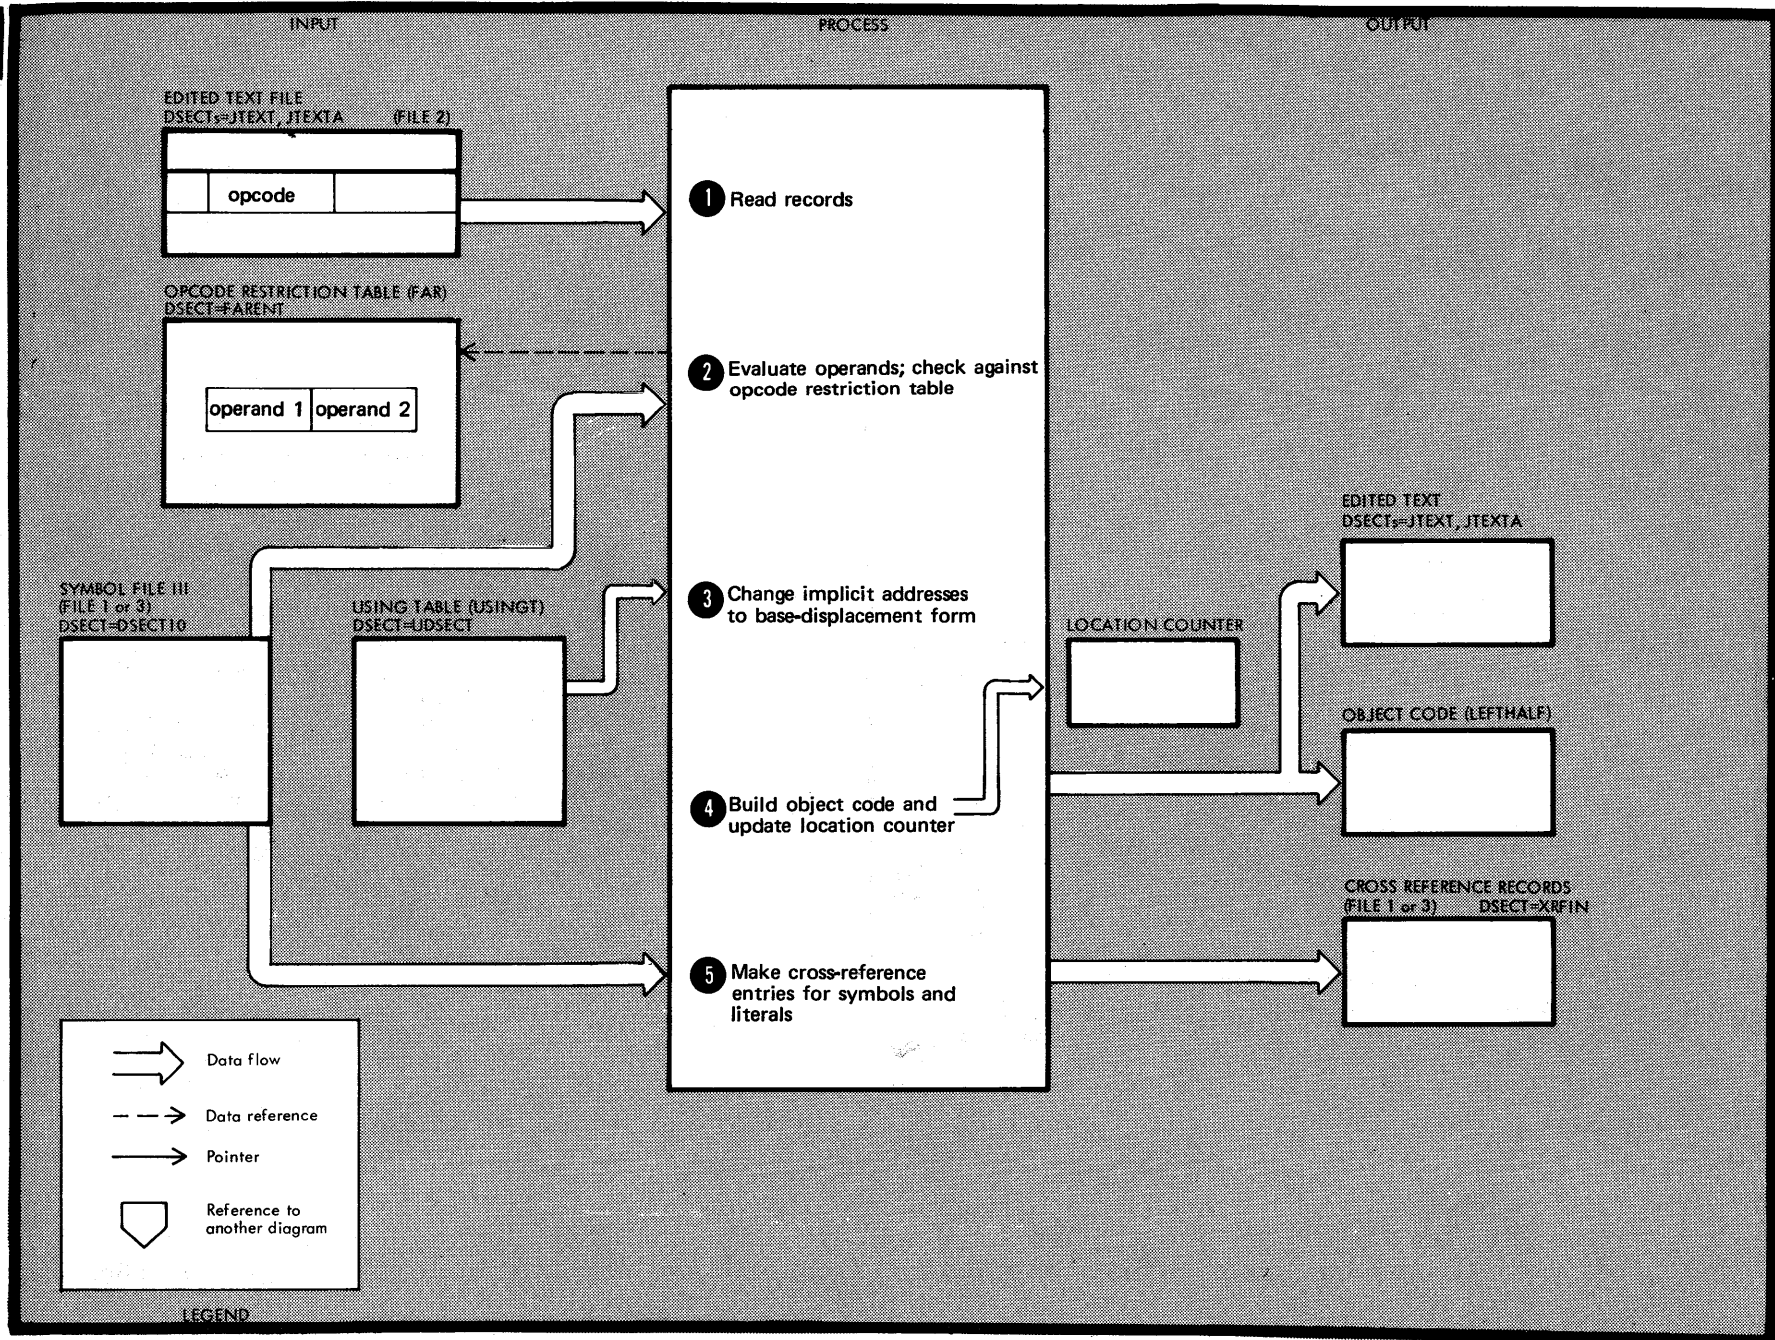 INPUT
PROCESS
OUTPUT
EDITED TEXT FILE
DSECTs=JTEXT, JTEXTA (FILE 2)
opcode
OPCODE RESTRICTION TABLE (FAR)
DSECT=FARENT
operand 1 operand 2
SYMBOL FILE III
(FILE 1 or 3)
DSECT=DSECT10
USING TABLE (USINGT)
DSECT=UDSECT
1 Read records
2 Evaluate operands; check against
opcode restriction table
3 Change implicit addresses
to base-displacement form
4 Build object code and
update location counter
5 Make cross-reference
entries for symbols and
literals
LOCATION COUNTER
EDITED TEXT
DSECTs=JTEXT, JTEXTA
OBJECT CODE (LEFTHALF)
CROSS REFERENCE RECORDS
(FILE 1 or 3) DSECT=XRFIN
Data flow
Data reference
Pointer
Reference to
another diagram
LEGEND